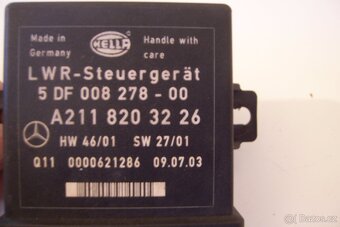 Made in Germany
HELLA
Handle with care
LWR-Steuergerät
5 DF 008 278 - 00
A211 820 32 26
HW 46/01 SW 27/01
Q11 0000621286 09.07.03
© Bazos.cz